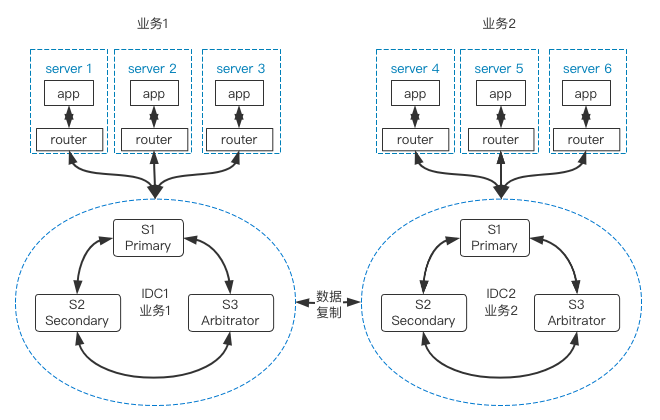 业务1
业务2
server 1
server 2
server 3
server 4
server 5
server 6
app
app
app
app
app
app
router
router
router
router
router
router
S1
Primary
S2
Secondary
IDC1
业务1
S3
Arbitrator
数据
复制
S1
Primary
S2
Secondary
IDC2
业务2
S3
Arbitrator